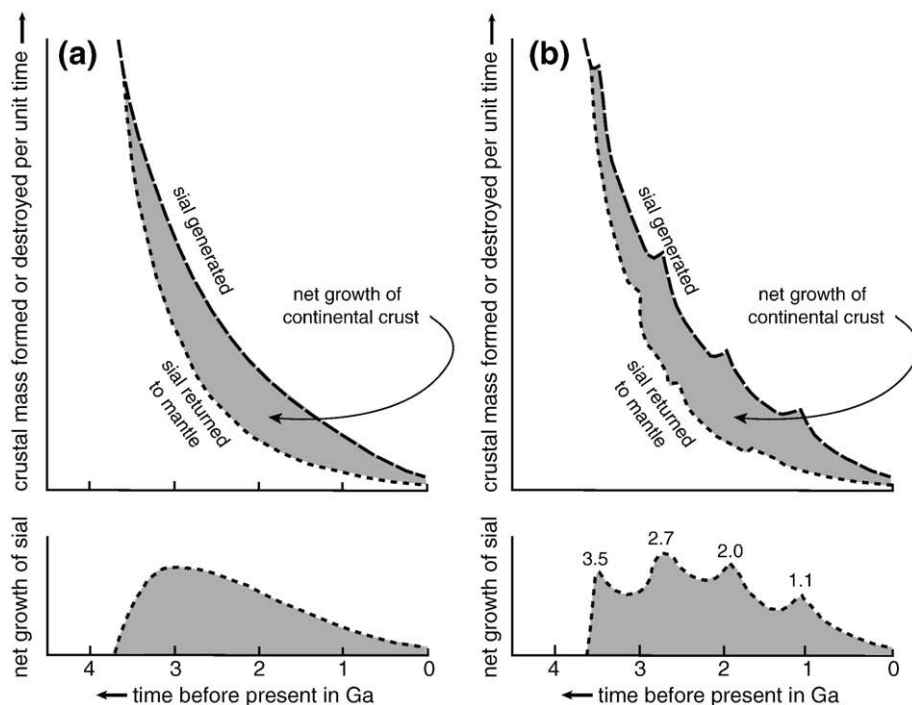 (a)
crustal mass formed or destroyed per unit time
sial generated
net growth of
continental crust
sial returned
to mantle
net growth of sial
4
3
2
1
0
time before present in Ga
(b)
crustal mass formed or destroyed per unit time
sial generated
net growth of
continental crust
sial returned
to mantle
net growth of sial
3.5
2.7
2.0
1.1
4
3
2
1
0
time before present in Ga